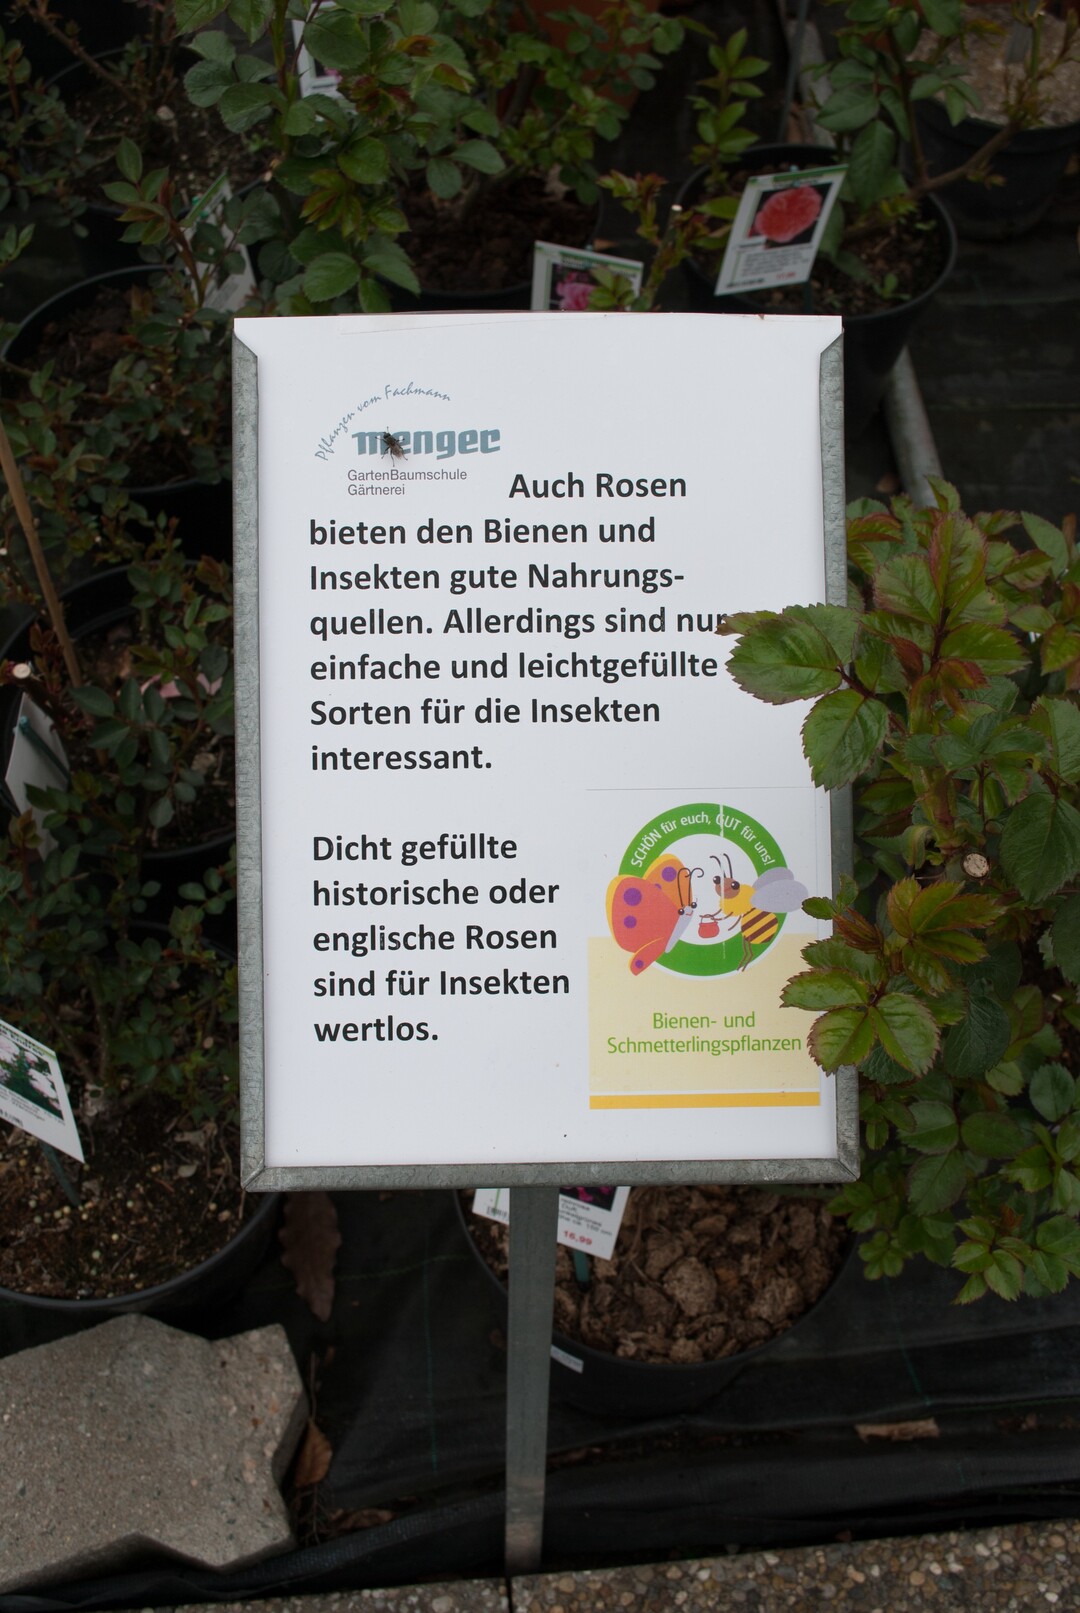 Pflanzen vom Fachmann
menger
GartenBaumschule
Gärtnerei
Auch Rosen
bieten den Bienen und
Insekten gute Nahrungs-
quellen. Allerdings sind nur
einfache und leichtgefüllte
Sorten für die Insekten
interessant.
Dicht gefüllte
historische oder
englische Rosen
sind für Insekten
wertlos.
SCHÖN für euch, GUT für uns!
Bienen- und
Schmetterlingspflanzen
16,99